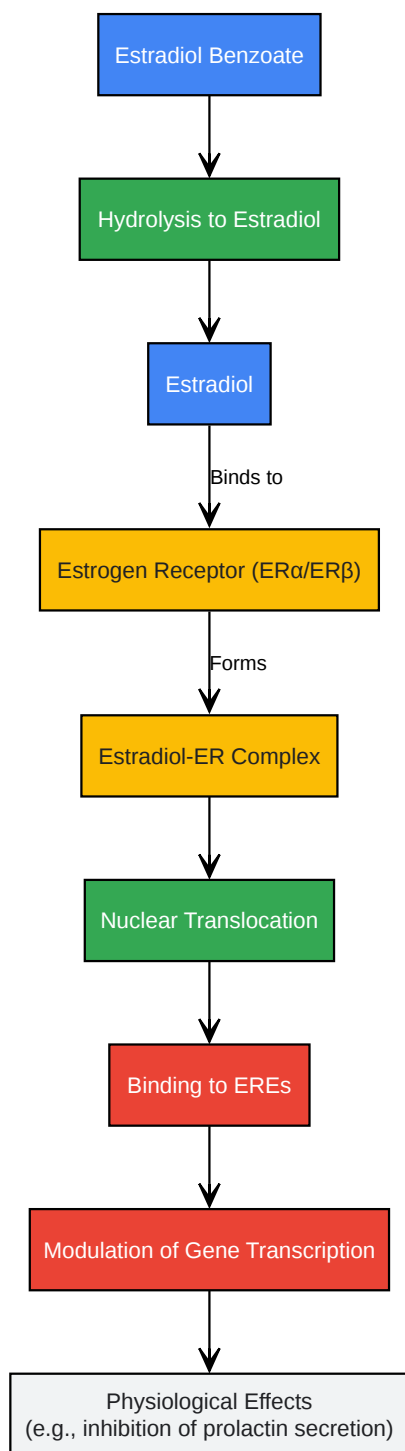 Estradiol Benzoate
Hydrolysis to Estradiol
Estradiol
Binds to
Estrogen Receptor (ERα/ERβ)
Forms
Estradiol-ER Complex
Nuclear Translocation
Binding to EREs
Modulation of Gene Transcription
Physiological Effects
(e.g., inhibition of prolactin secretion)